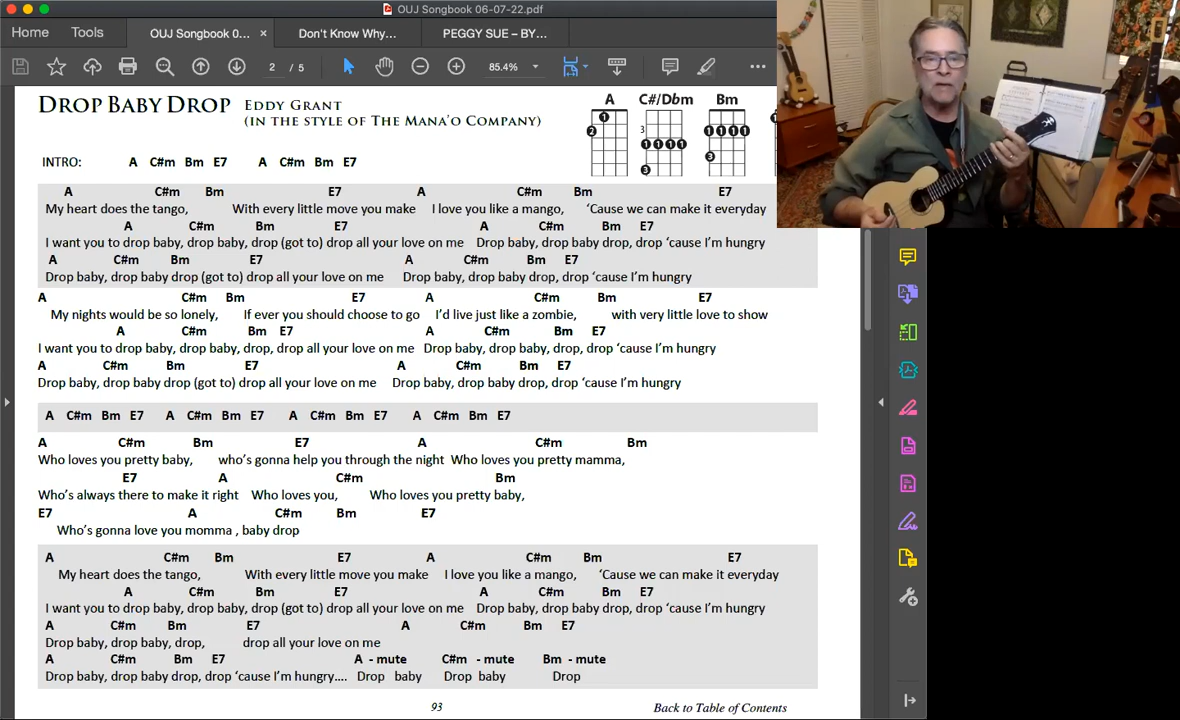 OUJ Songbook 06-07-22.pdf
Home Tools OUJ Songbook 0... × Don't Know Why... PEGGY SUE – BY...
2 / 5 85.4%
DROP BABY DROP EDDY GRANT
(IN THE STYLE OF THE MANA'O COMPANY)
A C#/Dbm Bm
INTRO: A C#m Bm E7 A C#m Bm E7
A C#m Bm E7 A C#m Bm E7
My heart does the tango, With every little move you make I love you like a mango, ‘Cause we can make it everyday
A C#m Bm E7 A C#m Bm E7
I want you to drop baby, drop baby, drop (got to) drop all your love on me Drop baby, drop baby drop, drop ‘cause I’m hungry
A C#m Bm E7 A C#m Bm E7
Drop baby, drop baby drop (got to) drop all your love on me Drop baby, drop baby drop, drop ‘cause I’m hungry
A C#m Bm E7 A C#m Bm E7
My nights would be so lonely, If ever you should choose to go I’d live just like a zombie, with very little love to show
A C#m Bm E7 A C#m Bm E7
I want you to drop baby, drop baby, drop, drop all your love on me Drop baby, drop baby, drop, drop ‘cause I’m hungry
A C#m Bm E7 A C#m Bm E7
Drop baby, drop baby drop (got to) drop all your love on me Drop baby, drop baby drop, drop ‘cause I’m hungry
A C#m Bm E7 A C#m Bm E7 A C#m Bm E7 A C#m Bm E7
A C#m Bm E7 A C#m Bm
Who loves you pretty baby, who’s gonna help you through the night Who loves you pretty mamma,
E7 A C#m Bm
Who’s always there to make it right Who loves you, Who loves you pretty baby,
E7 A C#m Bm E7
Who’s gonna love you momma , baby drop
A C#m Bm E7 A C#m Bm E7
My heart does the tango, With every little move you make I love you like a mango, ‘Cause we can make it everyday
A C#m Bm E7 A C#m Bm E7
I want you to drop baby, drop baby, drop (got to) drop all your love on me Drop baby, drop baby drop, drop ‘cause I’m hungry
A C#m Bm E7 A C#m Bm E7
Drop baby, drop baby, drop, drop all your love on me
A C#m Bm E7 A - mute C#m - mute Bm - mute
Drop baby, drop baby drop, drop ‘cause I’m hungry.... Drop baby Drop baby Drop
93 Back to Table of Contents